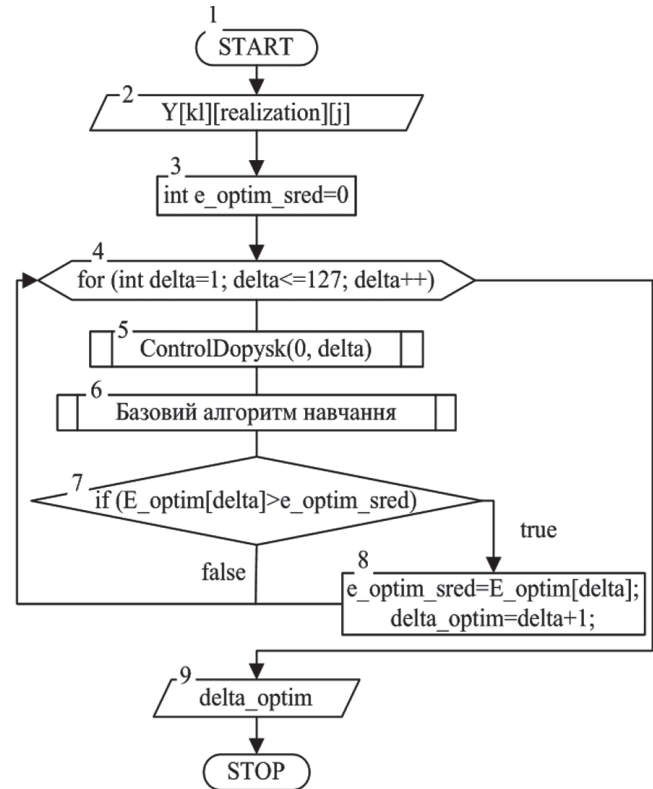 1
START
2
Y[kl][realization][j]
3
int e_optim_sred=0
4
for (int delta=1; delta<=127; delta++)
5
ControlDopysk(0, delta)
6
Базовий алгоритм навчання
7
if (E_optim[delta]>e_optim_sred)
true
false
8
e_optim_sred=E_optim[delta];
delta_optim=delta+1;
9
delta_optim
STOP